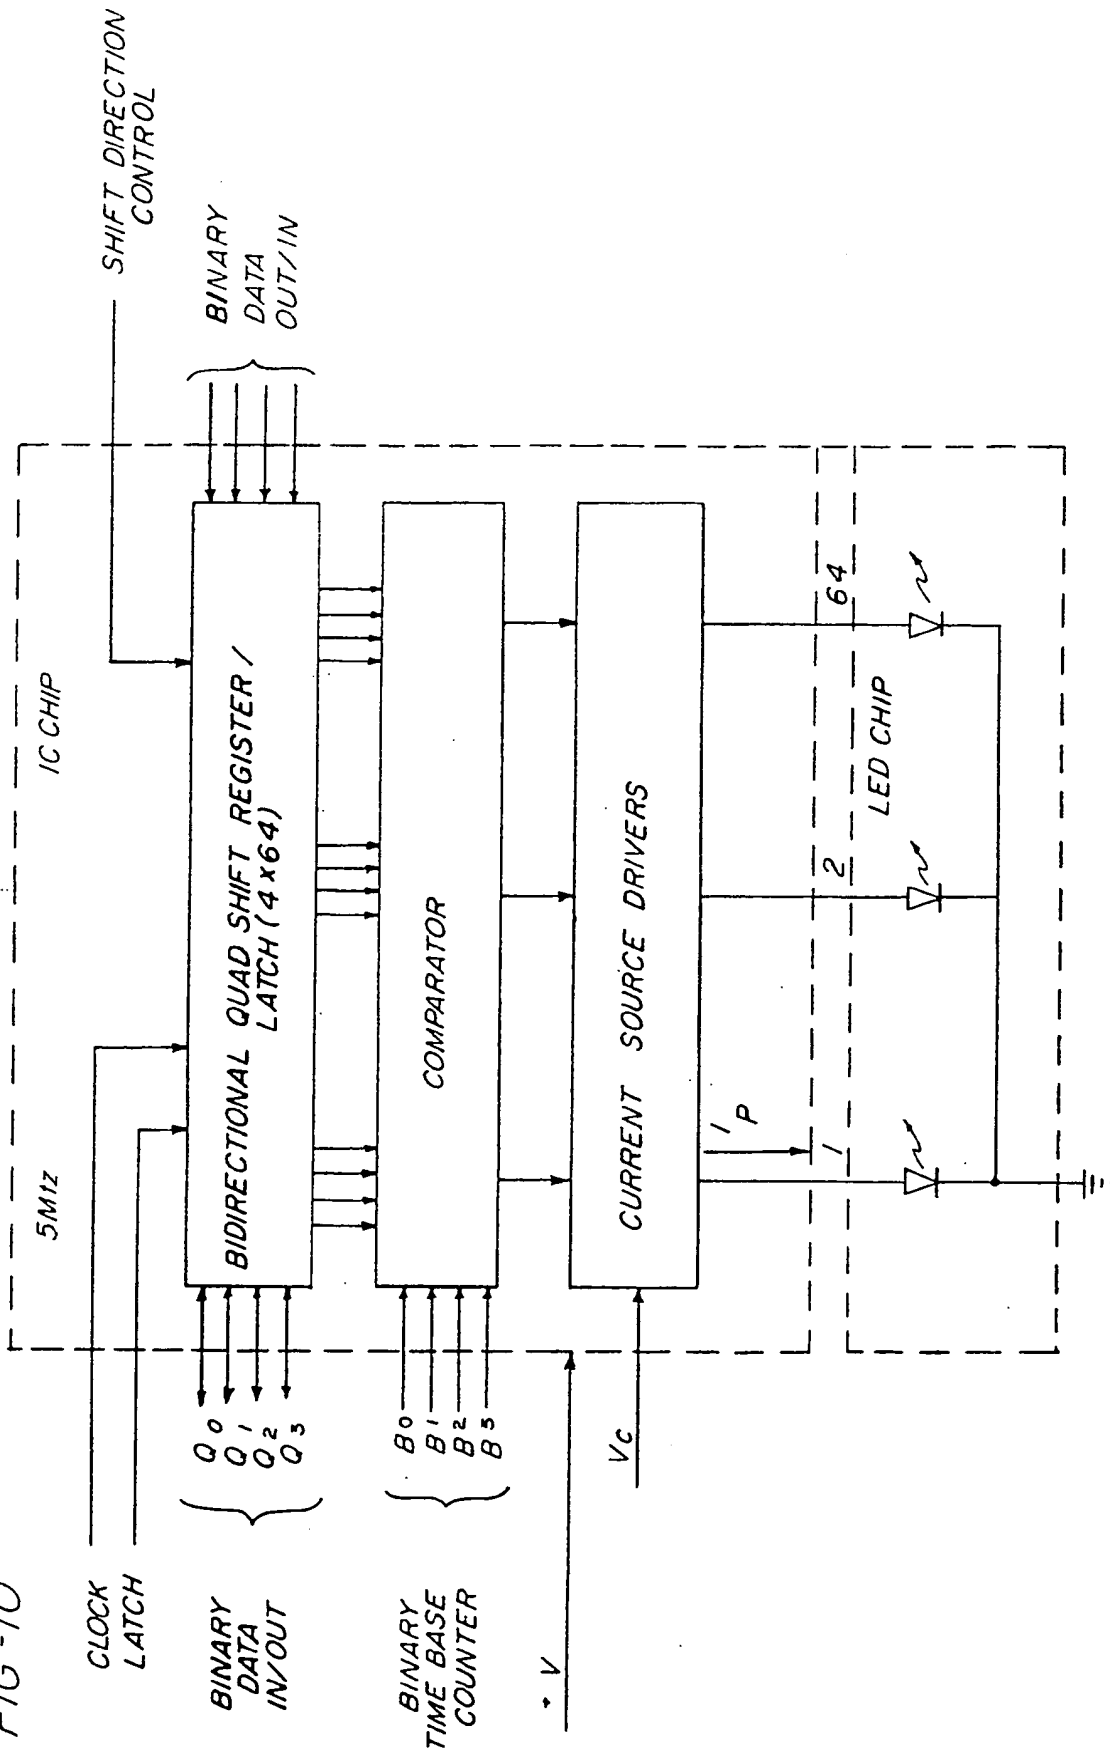 FIG-10
CLOCK
LATCH
5Mtz
IC CHIP
SHIFT DIRECTION
CONTROL
BINARY
DATA
IN/OUT
Q0
Q1
Q2
Q3
BIDIRECTIONAL QUAD SHIFT REGISTER/
LATCH (4x64)
BINARY
DATA
OUT/IN
BINARY
TIME BASE
COUNTER
B0
B1
B2
B3
COMPARATOR
+ V
Vc
CURRENT SOURCE DRIVERS
IP
1
2
64
LED CHIP